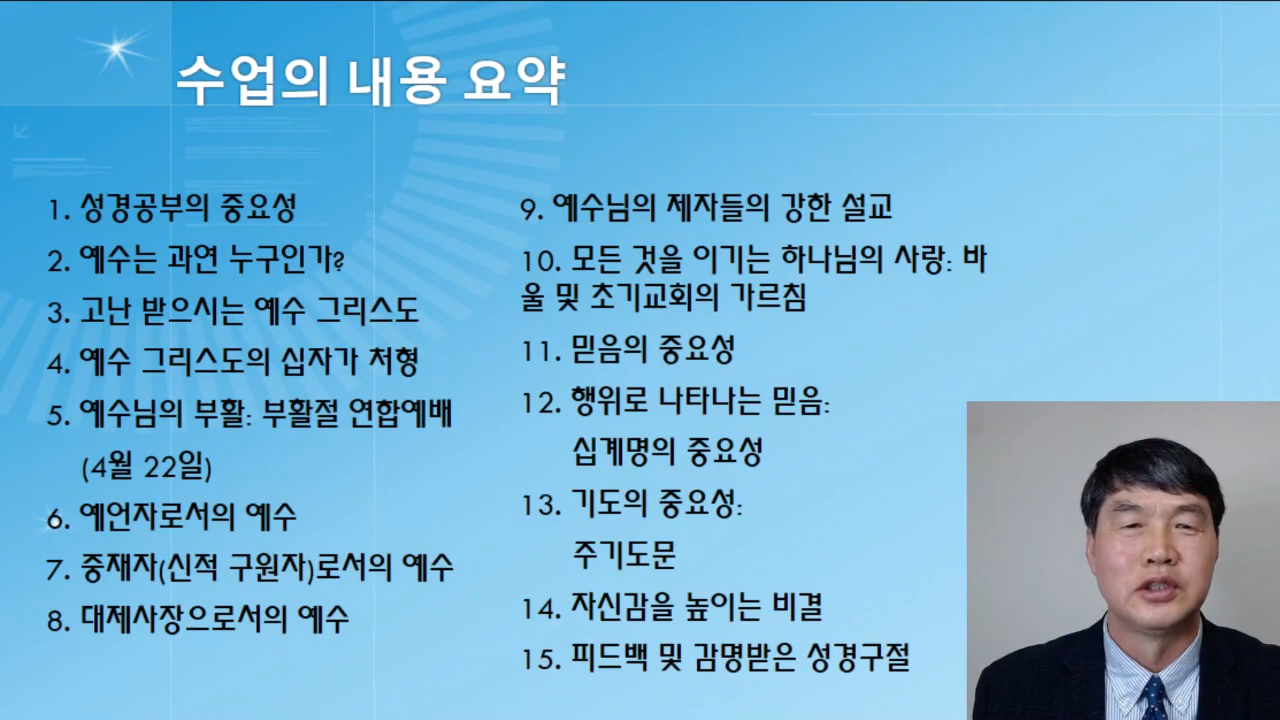 수업의 내용 요약
1. 성경공부의 중요성
2. 예수는 과연 누구인가?
3. 고난 받으시는 예수 그리스도
4. 예수 그리스도의 십자가 처형
5. 예수님의 부활: 부활절 연합예배
(4월 22일)
6. 예언자로서의 예수
7. 중재자(신적 구원자)로서의 예수
8. 대제사장으로서의 예수
9. 예수님의 제자들의 강한 설교
10. 모든 것을 이기는 하나님의 사랑: 바
울 및 초기교회의 가르침
11. 믿음의 중요성
12. 행위로 나타나는 믿음:
십계명의 중요성
13. 기도의 중요성:
주기도문
14. 자신감을 높이는 비결
15. 피드백 및 감명받은 성경구절